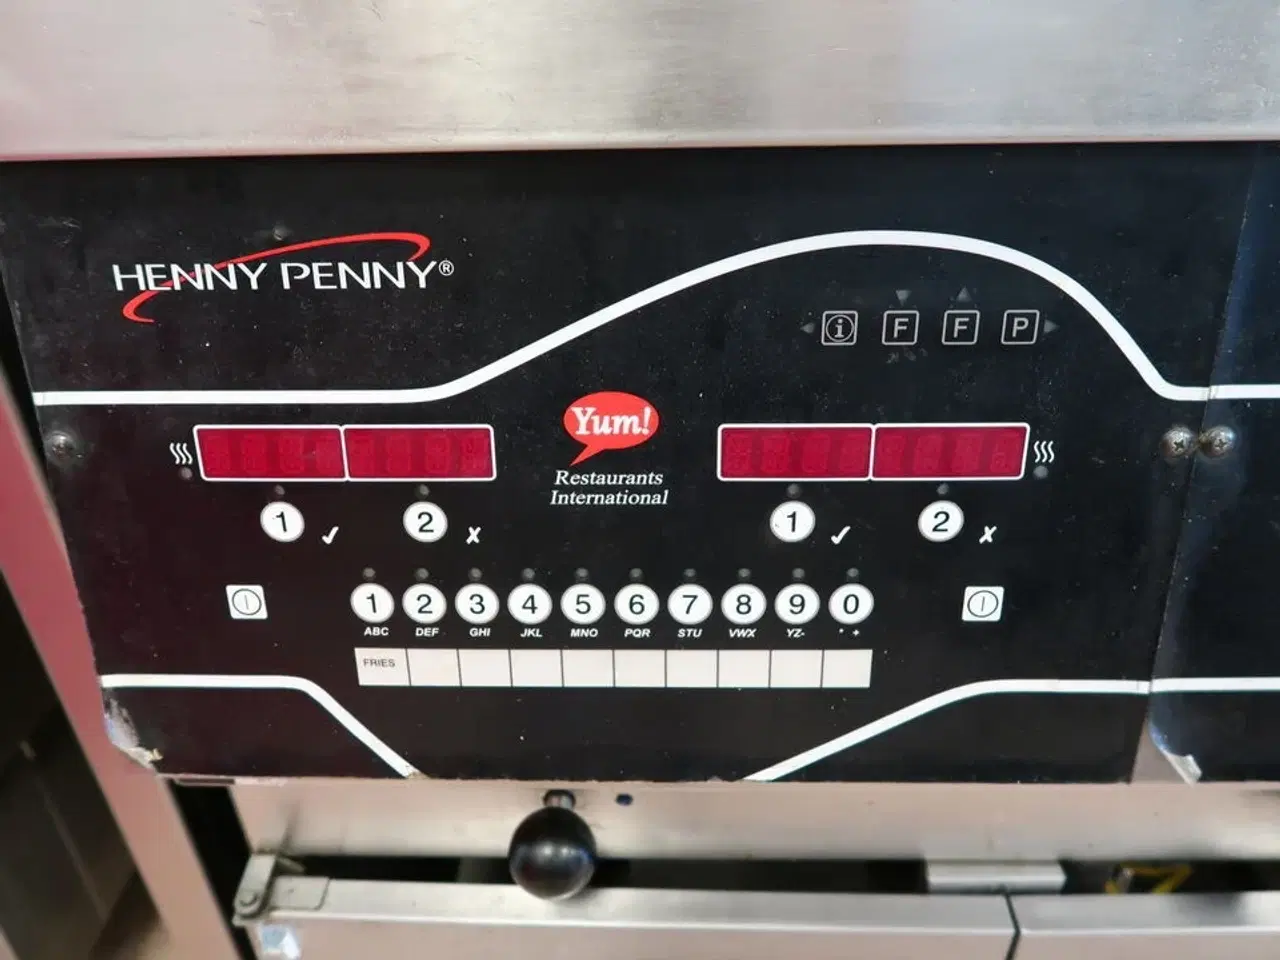 HENNY PENNY®
i F F P
Yum!
Restaurants
International
1 ✓ 2 ✗
1 ✓ 2 ✗
1 2 3 4 5 6 7 8 9 0
ABC DEF GHI JKL MNO PQR STU VWX YZ- * +
FRIES